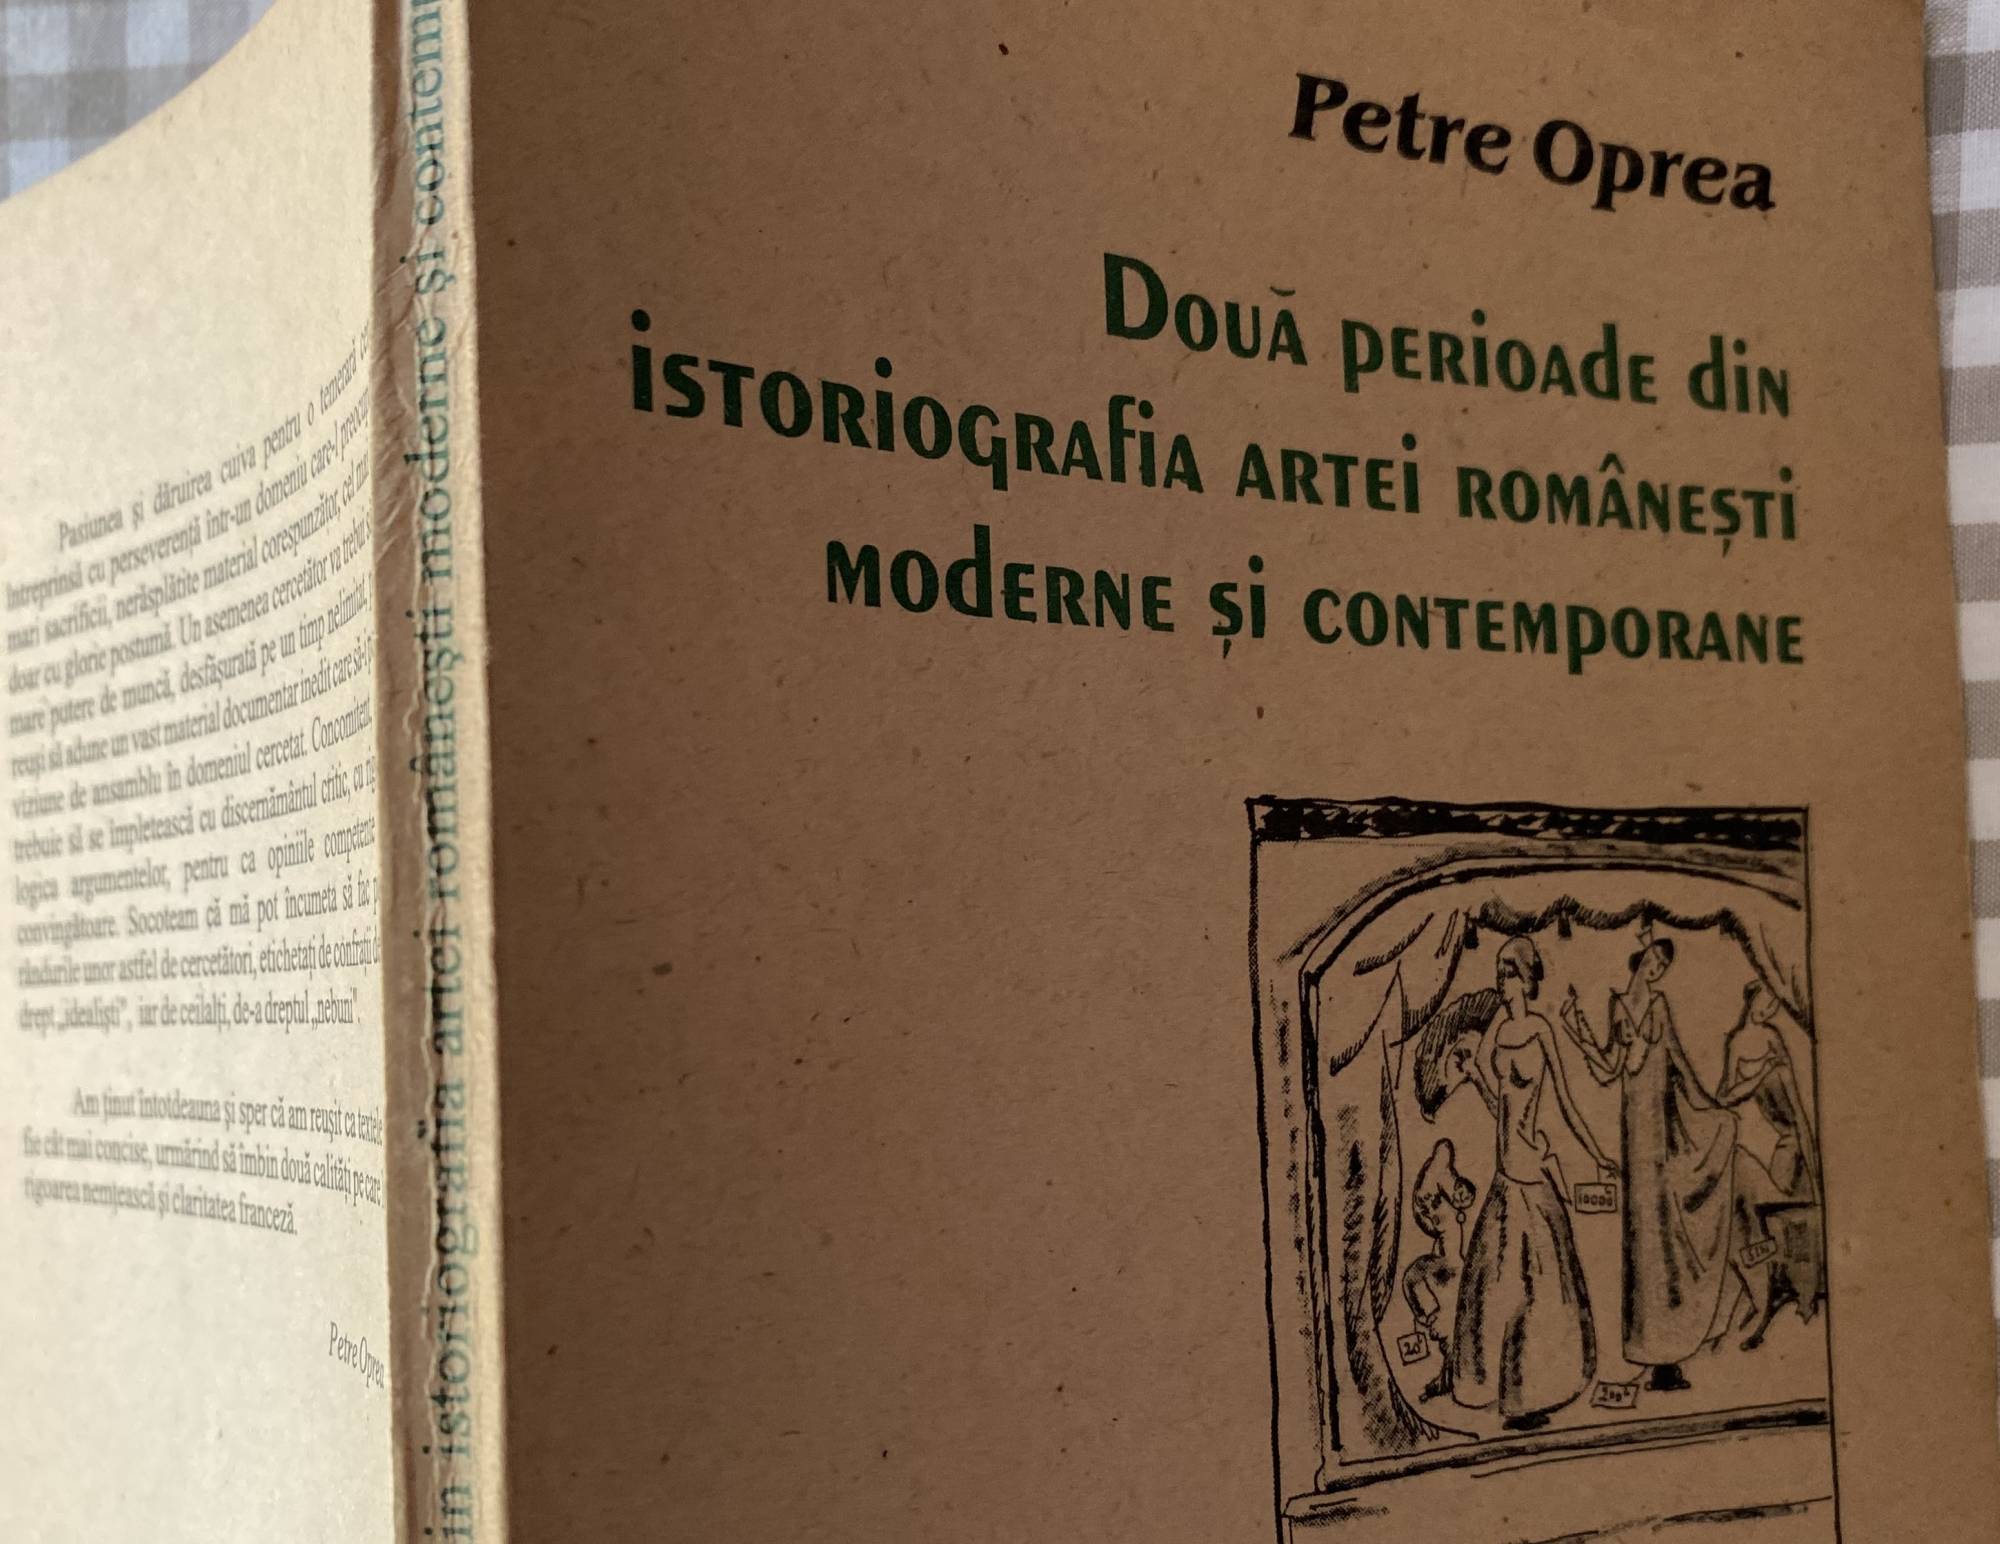 Petre Oprea
Două perioade din
istoriografia artei românești
moderne și contemporane
10000
20
in istoriografia artei românești moderne și contemp
Pasiunea și dăruirea cuiva pentru o temerară
întreprinsă cu perseverență într-un domeniu care-l
mari sacrificii, nerăsplătite material corespunzător, cel
doar cu glorie postumă. Un asemenea cercetător va trebui
mare putere de muncă, desfășurată pe un timp nelimitat,
reuși să adune un vast material documentar inedit care să-i
viziune de ansamblu în domeniul cercetat. Concomitent,
trebuie să se împletească cu discernământul critic, cu
logica argumentelor, pentru ca opiniile competente
convingătoare. Socoteam că mă pot încumeta să fac
rândurile unor astfel de cercetători, etichetați de confrații
drept „idealiști", iar de ceilalți, de-a dreptul „nebuni".
Am ținut întotdeauna și sper că am reușit ca textele
fie cât mai concise, urmărind să îmbin două calități pe care
rigoarea nemțească și claritatea franceză.
Petre Oprea